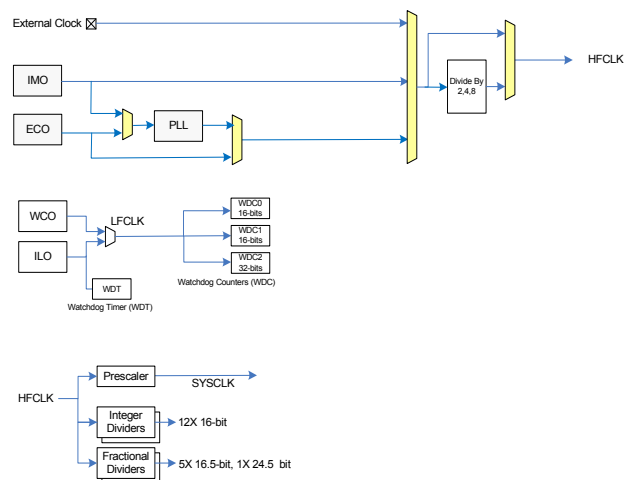 External Clock
HFCLK
IMO
Divide By
2,4,8
ECO
PLL
WCO
LFCLK
WDC0
16-bits
WDC1
16-bits
ILO
WDC2
32-bits
WDT
Watchdog Counters (WDC)
Watchdog Timer (WDT)
Prescaler
SYSCLK
HFCLK
Integer
Dividers
12X 16-bit
Fractional
Dividers
5X 16.5-bit, 1X 24.5 bit